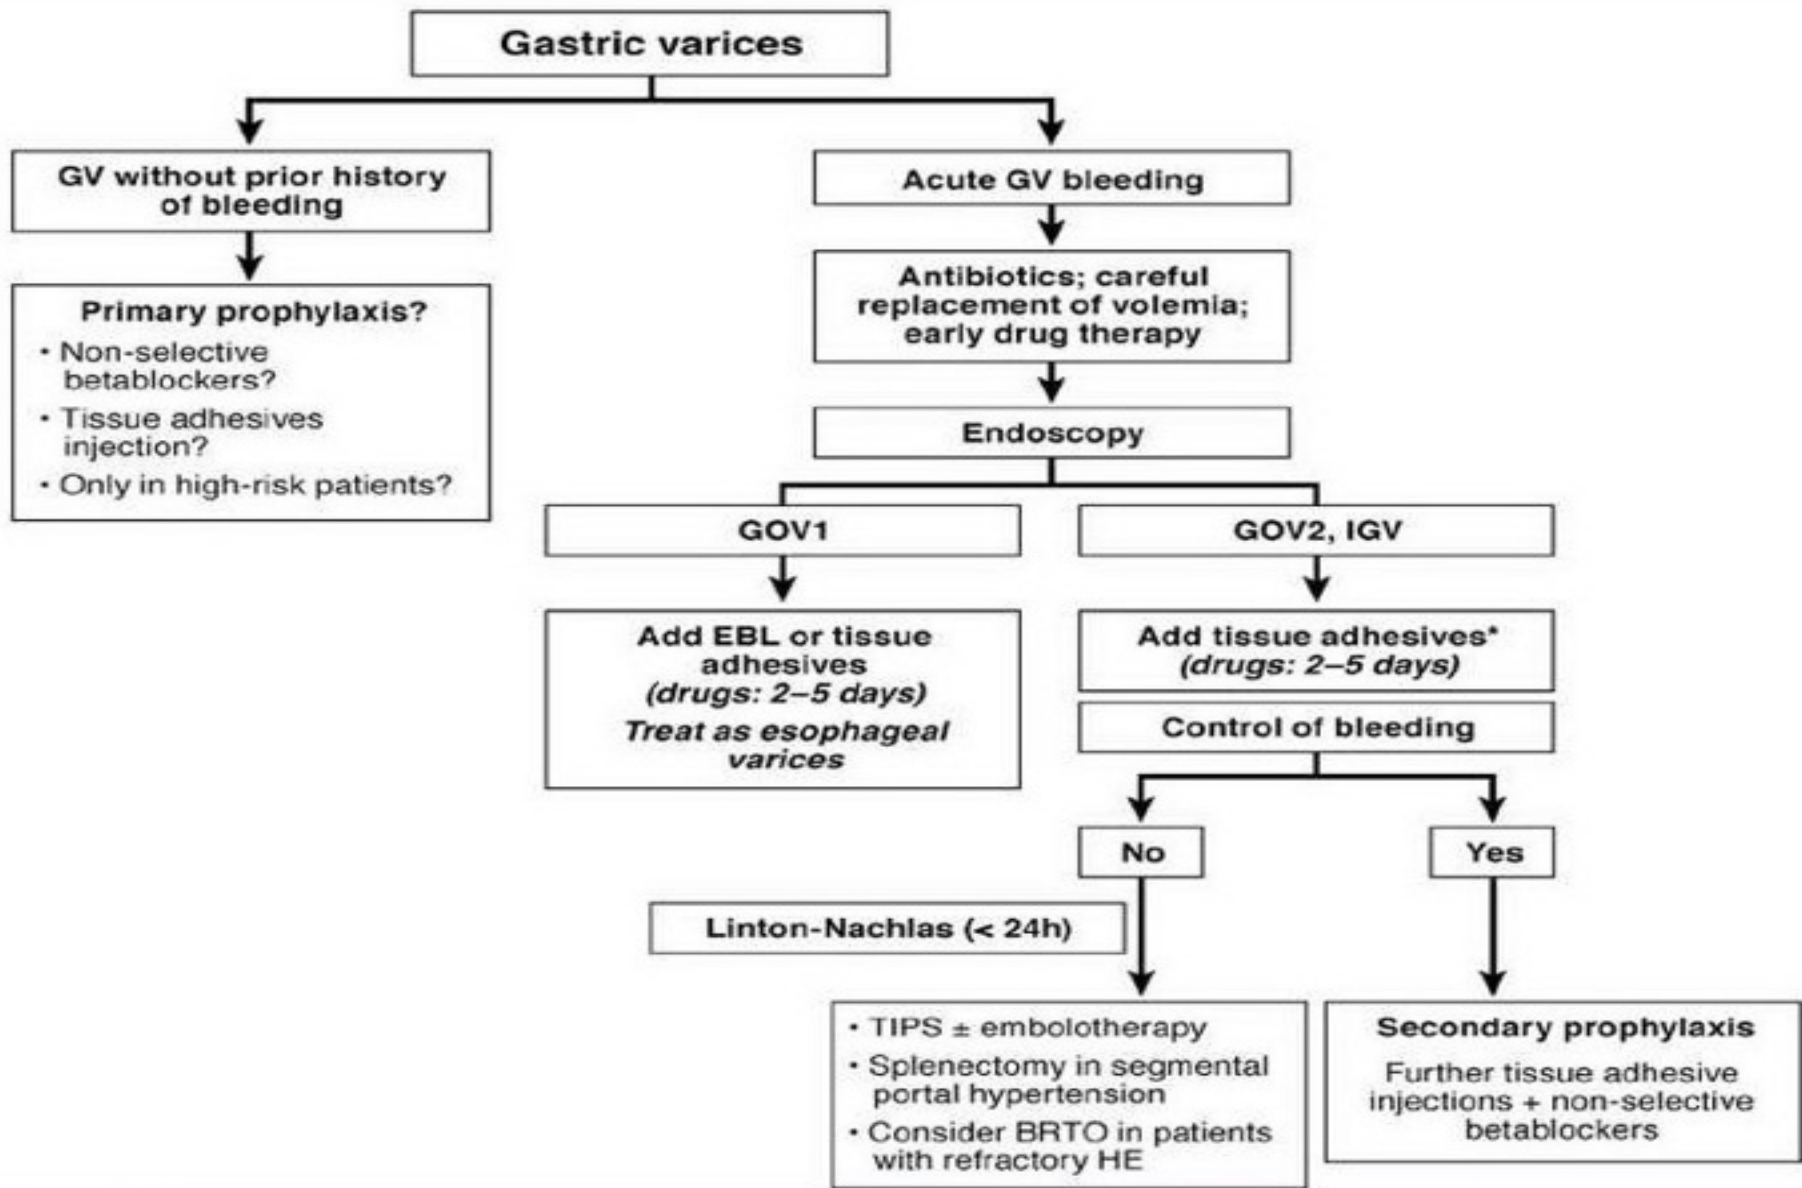 Gastric varices
GV without prior history
of bleeding
Primary prophylaxis?
• Non-selective
betablockers?
• Tissue adhesives
injection?
• Only in high-risk patients?
Acute GV bleeding
Antibiotics; careful
replacement of volemia;
early drug therapy
Endoscopy
GOV1
Add EBL or tissue
adhesives
(drugs: 2–5 days)
Treat as esophageal
varices
GOV2, IGV
Add tissue adhesives*
(drugs: 2–5 days)
Control of bleeding
No
Linton-Nachlas (< 24h)
• TIPS ± embolotherapy
• Splenectomy in segmental
portal hypertension
• Consider BRTO in patients
with refractory HE
Yes
Secondary prophylaxis
Further tissue adhesive
injections + non-selective
betablockers